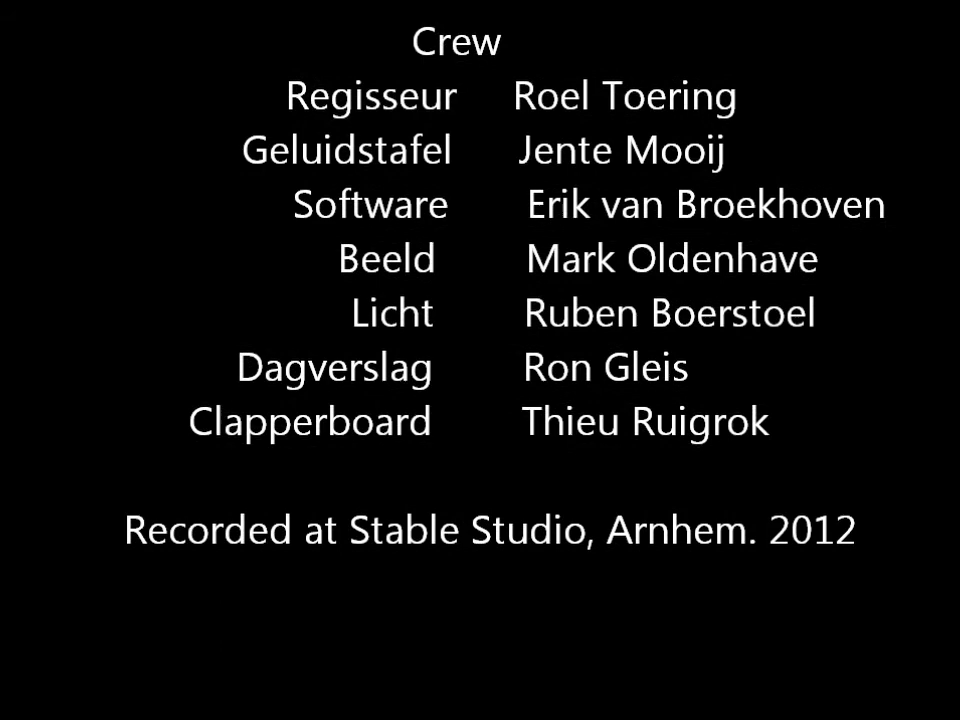 Crew
Regisseur Roel Toering
Geluidstafel Jente Mooij
Software Erik van Broekhoven
Beeld Mark Oldenhave
Licht Ruben Boerstoel
Dagverslag Ron Gleis
Clapperboard Thieu Ruigrok
Recorded at Stable Studio, Arnhem. 2012